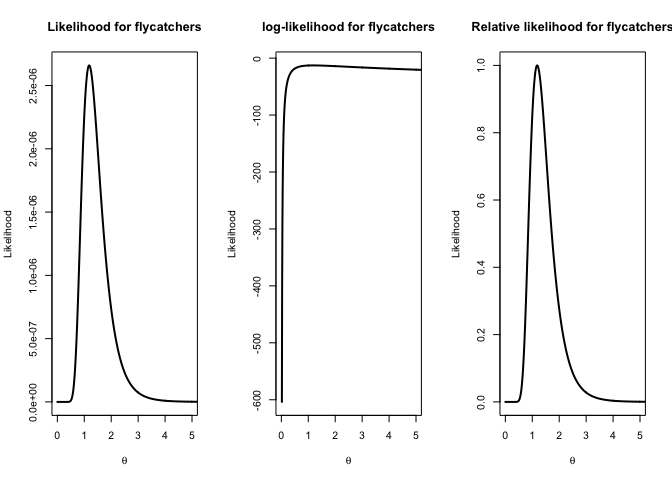 Likelihood for flycatchers
Likelihood
0.0e+00 5.0e-07 1.0e-06 1.5e-06 2.0e-06 2.5e-06
0 1 2 3 4 5
θ
log-likelihood for flycatchers
Likelihood
-600 -500 -400 -300 -200 -100 0
0 1 2 3 4 5
θ
Relative likelihood for flycatchers
Likelihood
0.0 0.2 0.4 0.6 0.8 1.0
0 1 2 3 4 5
θ